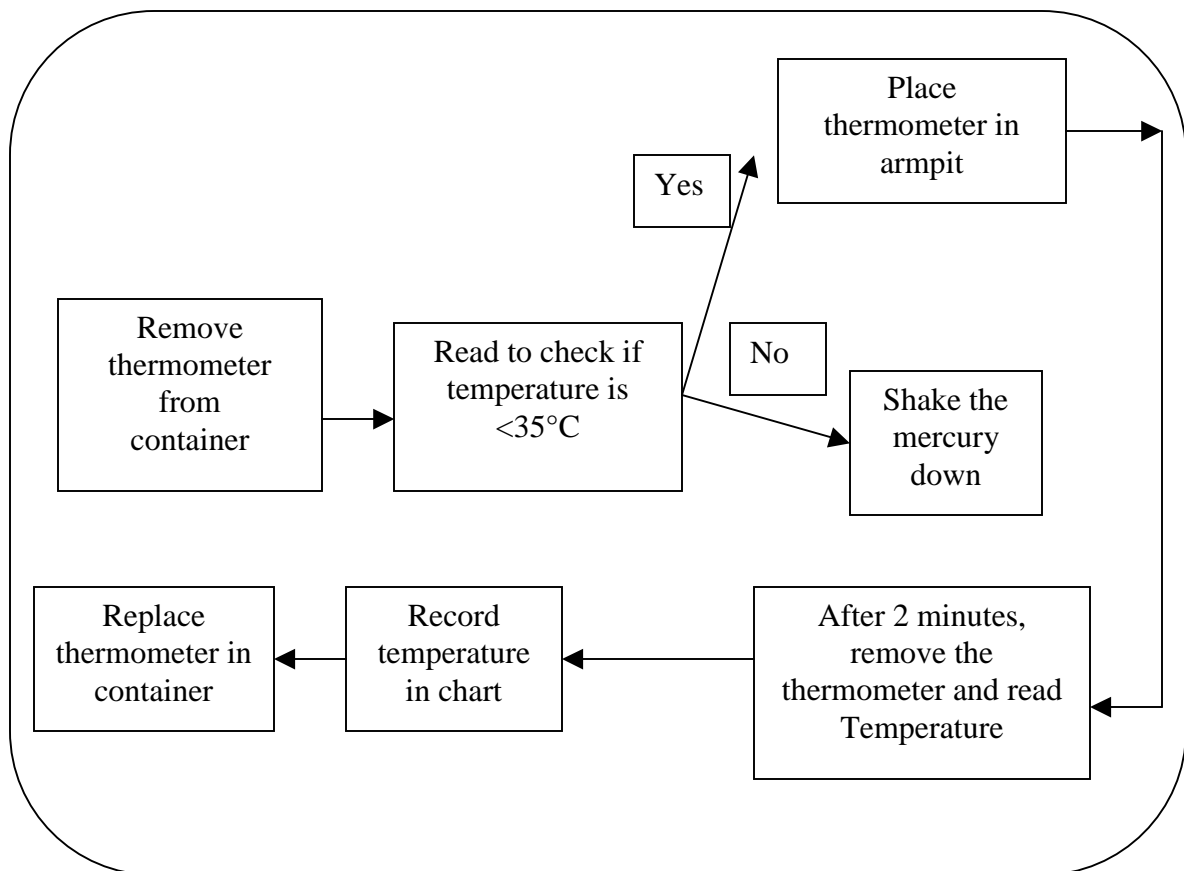 Remove
thermometer
from
container
Read to check if
temperature is
<35°C
Yes
Place
thermometer in
armpit
No
Shake the
mercury
down
After 2 minutes,
remove the
thermometer and read
Temperature
Record
temperature
in chart
Replace
thermometer in
container